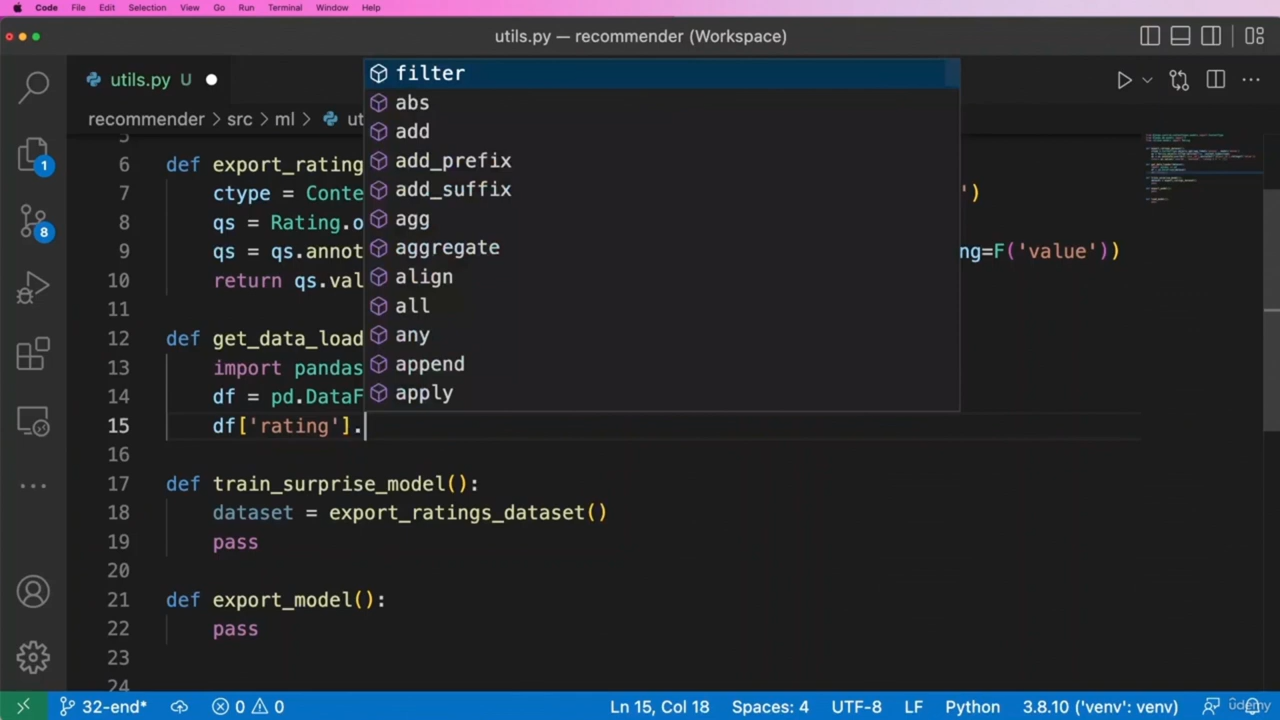 Code File Edit Selection View Go Run Terminal Window Help
utils.py — recommender (Workspace)
utils.py U
recommender > src > ml > ut
filter
abs
add
add_prefix
add_suffix
agg
aggregate
align
all
any
append
apply
5
6 def export_rating
7 ctype = Conte ')
8 qs = Rating.o
9 qs = qs.annot ng=F('value'))
10 return qs.val
11
12 def get_data_load
13 import pandas
14 df = pd.DataF
15 df['rating'].
16
17 def train_surprise_model():
18 dataset = export_ratings_dataset()
19 pass
20
21 def export_model():
22 pass
23
24
1
8
32-end* 0 0 Ln 15, Col 18 Spaces: 4 UTF-8 LF Python 3.8.10 ('venv': venv)
udemy